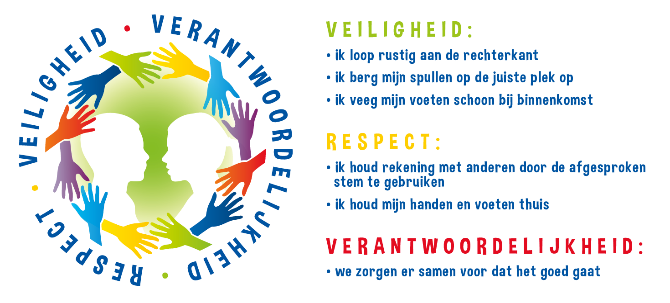 VEILIGHEID • VERANTWOORDELIJKHEID • RESPECT •
VEILIGHEID:
• ik loop rustig aan de rechterkant
• ik berg mijn spullen op de juiste plek op
• ik veeg mijn voeten schoon bij binnenkomst
RESPECT:
• ik houd rekening met anderen door de afgesproken
stem te gebruiken
• ik houd mijn handen en voeten thuis
VERANTWOORDELIJKHEID:
• we zorgen er samen voor dat het goed gaat